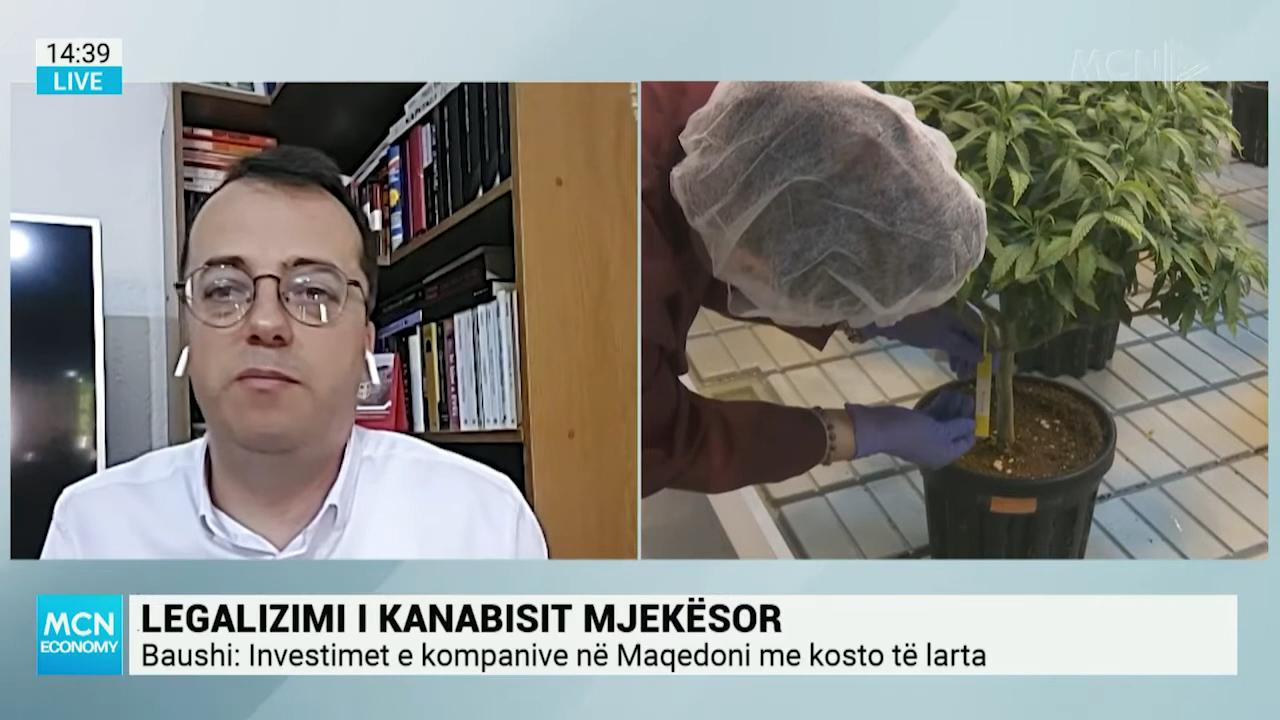 14:39
LIVE
MCN
MCN
ECONOMY
LEGALIZIMI I KANABISIT MJEKËSOR
Baushi: Investimet e kompanive në Maqedoni me kosto të larta